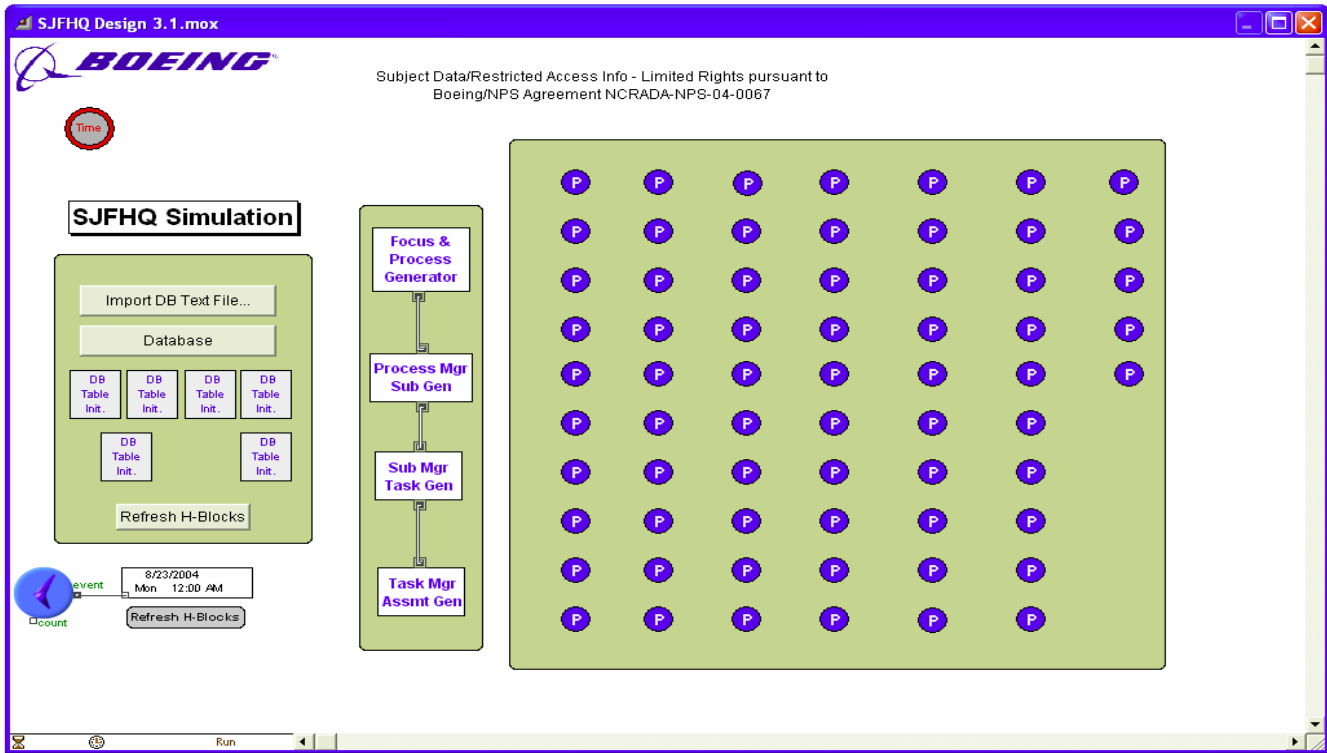 SJFHQ Design 3.1.mox
BOEING
Subject Data/Restricted Access Info - Limited Rights pursuant to
Boeing/NPS Agreement NCRADA-NPS-04-0067
Time
SJFHQ Simulation
Import DB Text File...
Database
DB Table Init.
DB Table Init.
DB Table Init.
DB Table Init.
DB Table Init.
DB Table Init.
Refresh H-Blocks
event
8/23/2004
Mon 12:00 AM
count
Refresh H-Blocks
Focus &
Process
Generator
Process Mgr
Sub Gen
Sub Mgr
Task Gen
Task Mgr
Assmt Gen
P P P P P P P
P P P P P P P
P P P P P P P
P P P P P P P
P P P P P P P
P P P P P P
P P P P P P
P P P P P P
P P P P P P
P P P P P P
Run